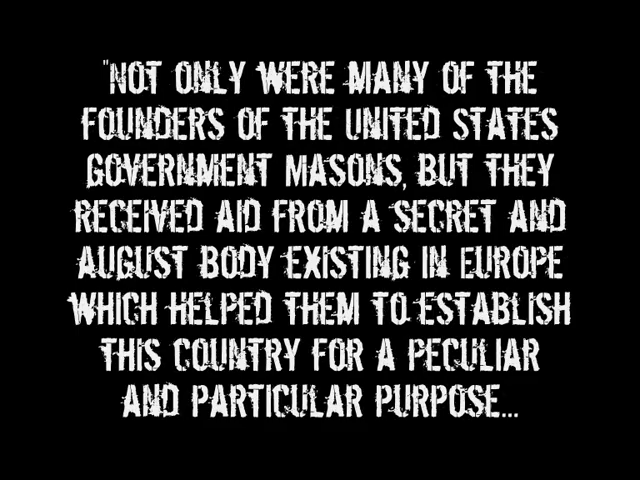 "NOT ONLY WERE MANY OF THE
FOUNDERS OF THE UNITED STATES
GOVERNMENT MASONS, BUT THEY
RECEIVED AID FROM A SECRET AND
AUGUST BODY EXISTING IN EUROPE
WHICH HELPED THEM TO ESTABLISH
THIS COUNTRY FOR A PECULIAR
AND PARTICULAR PURPOSE...